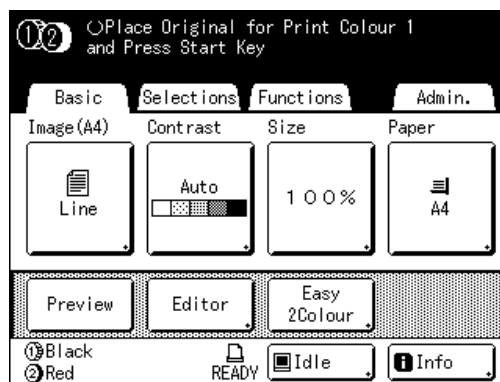 ①② Place Original for Print Colour 1
and Press Start Key
Basic Selections Functions Admin.
Image(A4) Contrast Size Paper
Line Auto 100% A4
Preview Editor Easy 2Colour
①Black
②Red READY Idle Info